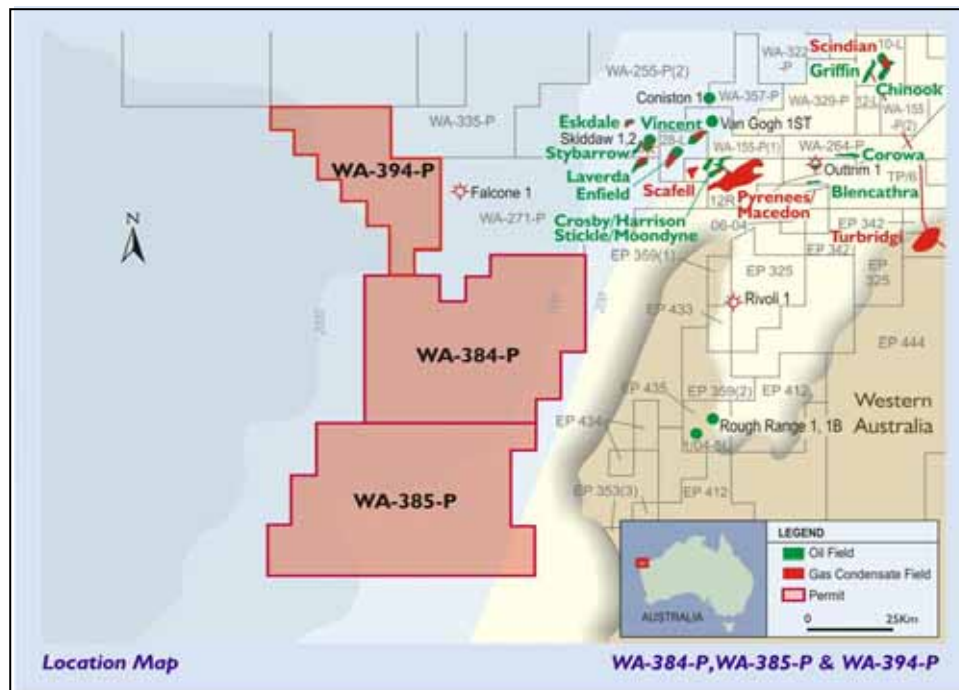 Scindian
10-L
WA-322
-P
Griffin
WA-255-P(2)
Chinook
Coniston 1
WA-357-P
WA-329-P
12-L
WA-155
-P(2)
WA-335-P
Eskdale
Vincent
Van Gogh 1ST
Skiddaw 1,2
28-L
WA-264-P
Stybarrow
WA-155-P(1)
Corowa
WA-394-P
Outtrim 1
Laverda
TP/6
Falcone 1
Enfield
Scafell
Pyrenees/
Macedon
Blencathra
WA-271-P
12R
Crosby/Harrison
Stickle/Moondyne
06-04
EP 342
N
EP 342
Turbridgi
EP 359(1)
EP 325
EP
325
Rivoli 1
EP 433
WA-384-P
EP 444
EP 435
EP 359(2)
EP 412
Western
Australia
EP 434
Rough Range 1, 1B
WA-385-P
EP 353(3)
EP 412
LEGEND
Oil Field
Gas Condensate Field
Permit
AUSTRALIA
0
25Km
Location Map
WA-384-P,WA-385-P & WA-394-P